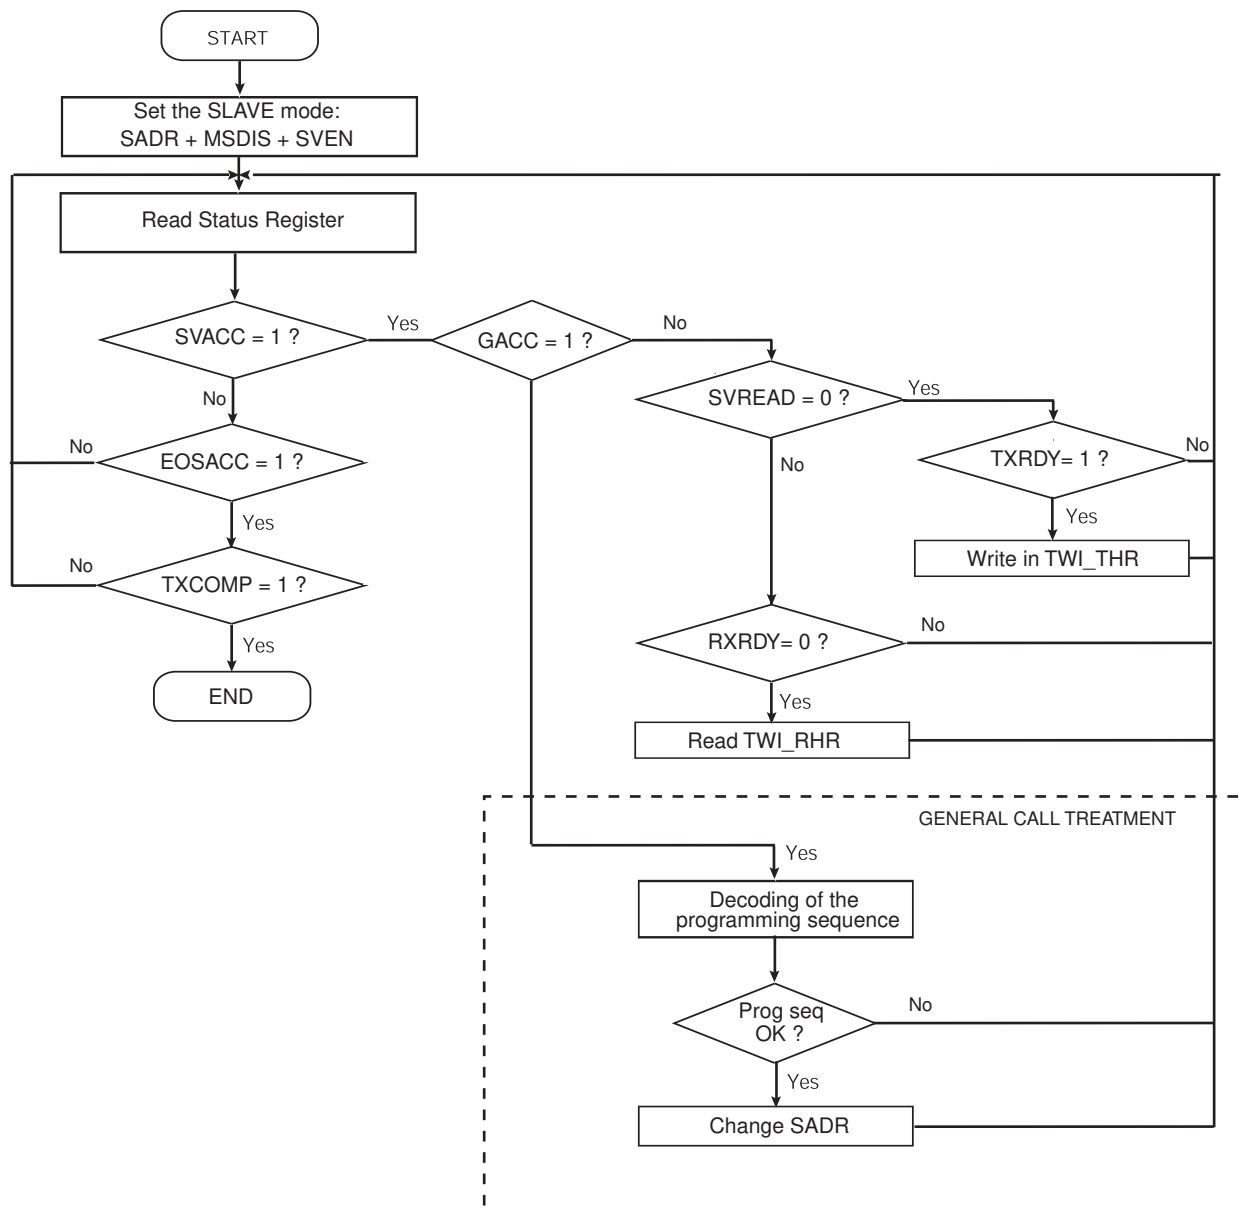 START
Set the SLAVE mode:
SADR + MSDIS + SVEN
Read Status Register
SVACC = 1 ?
Yes
GACC = 1 ?
No
No
SVREAD = 0 ?
Yes
No
EOSACC = 1 ?
No
TXRDY= 1 ?
No
Yes
Yes
Write in TWI_THR
No
TXCOMP = 1 ?
Yes
RXRDY= 0 ?
No
END
Yes
Read TWI_RHR
GENERAL CALL TREATMENT
Yes
Decoding of the
programming sequence
Prog seq
OK ?
No
Yes
Change SADR